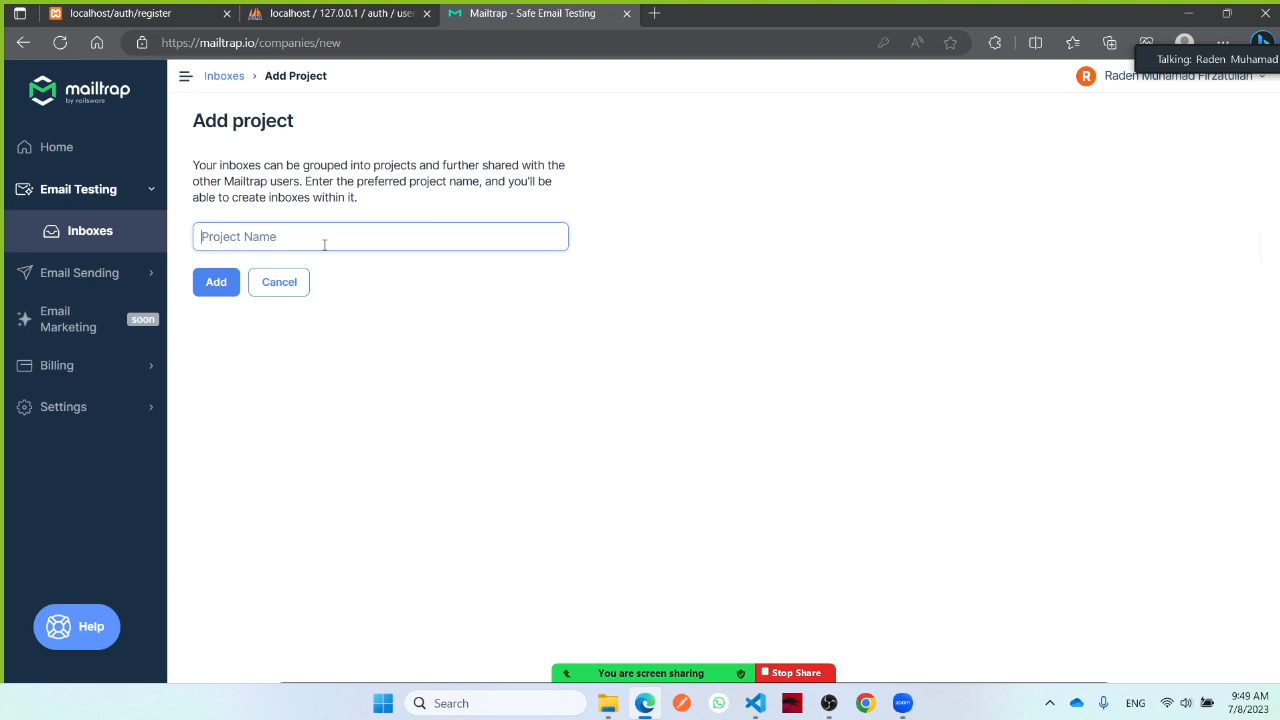 localhost/auth/register
localhost / 127.0.0.1 / auth / user
Mailtrap - Safe Email Testing
https://mailtrap.io/companies/new
Talking: Raden Muhamad
mailtrap
by railsware
Inboxes › Add Project
R
Raden Muhamad Firzatullah
Home
Email Testing
Inboxes
Email Sending
Email
Marketing
soon
Billing
Settings
Help
Add project
Your inboxes can be grouped into projects and further shared with the
other Mailtrap users. Enter the preferred project name, and you'll be
able to create inboxes within it.
Project Name
Add
Cancel
You are screen sharing
Stop Share
Search
zoom
ENG
9:49 AM
7/8/2023